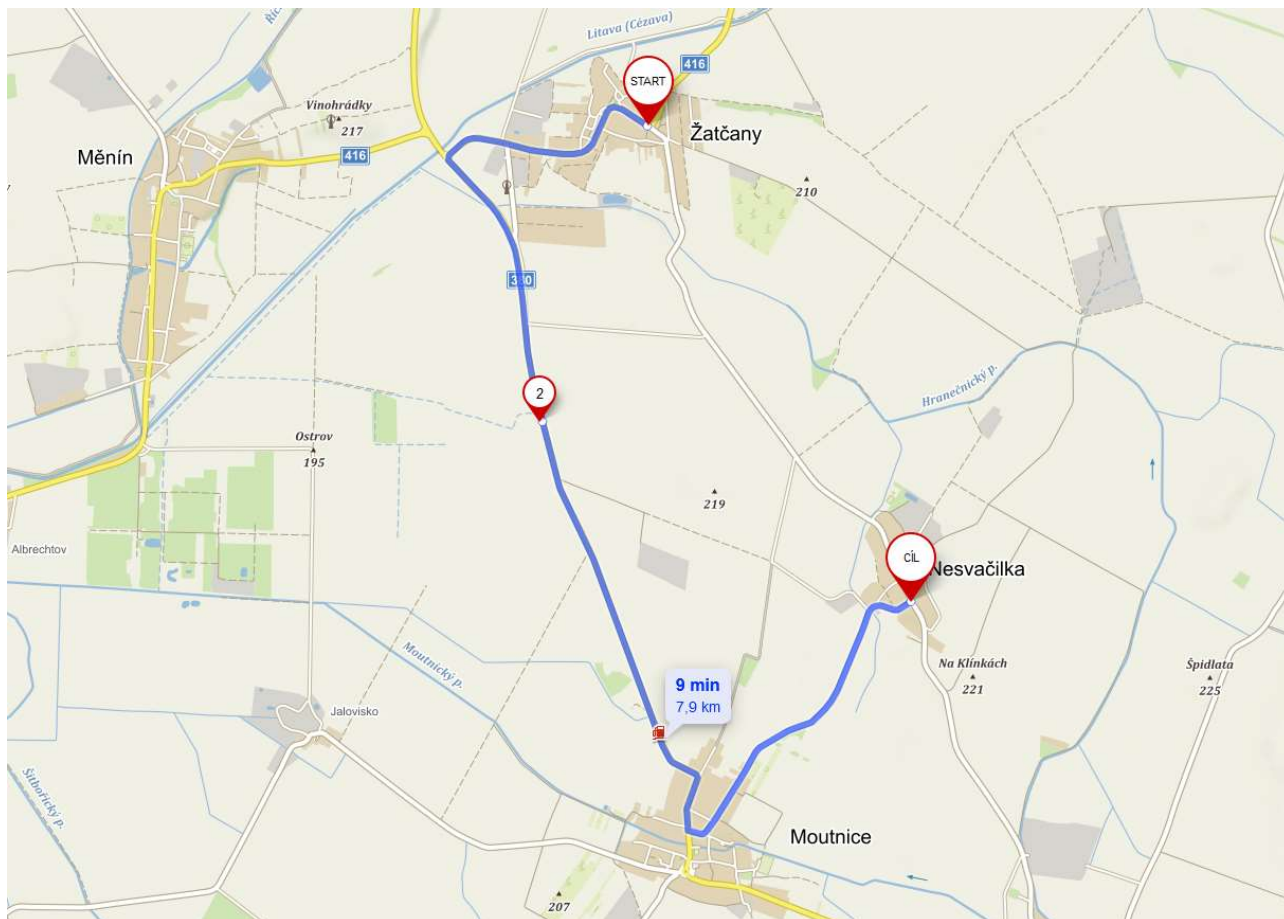 Litava (Cézava)
START
416
Vinohrádky
217
Žatčany
Měnín
416
210
380
2
Hranečnický p.
Ostrov
195
219
Albrechtov
CÍL
Nesvačilka
Moutnický p.
Na Klínkách
221
Špidlata
225
9 min
7,9 km
Jalovisko
Šitbořický p.
Moutnice
207